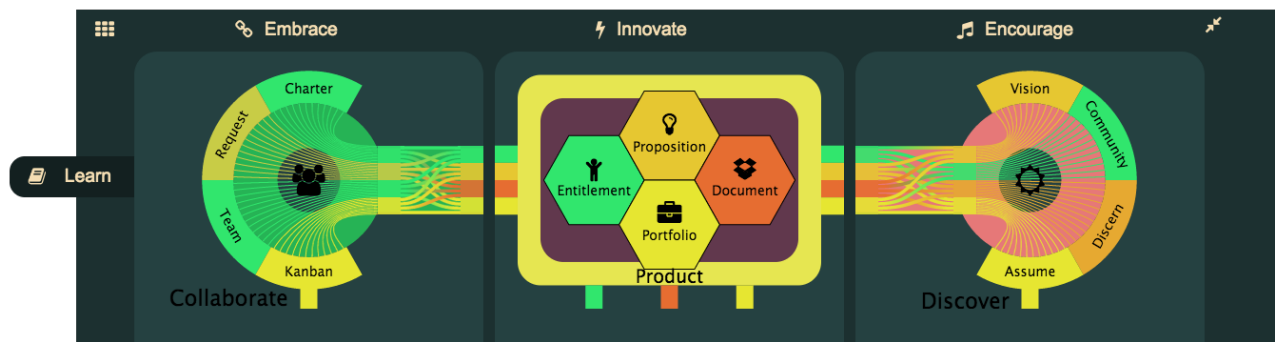 Embrace
Innovate
Encourage
Learn
Charter
Request
Team
Kanban
Collaborate
Proposition
Entitlement
Document
Portfolio
Product
Vision
Community
Discern
Assume
Discover